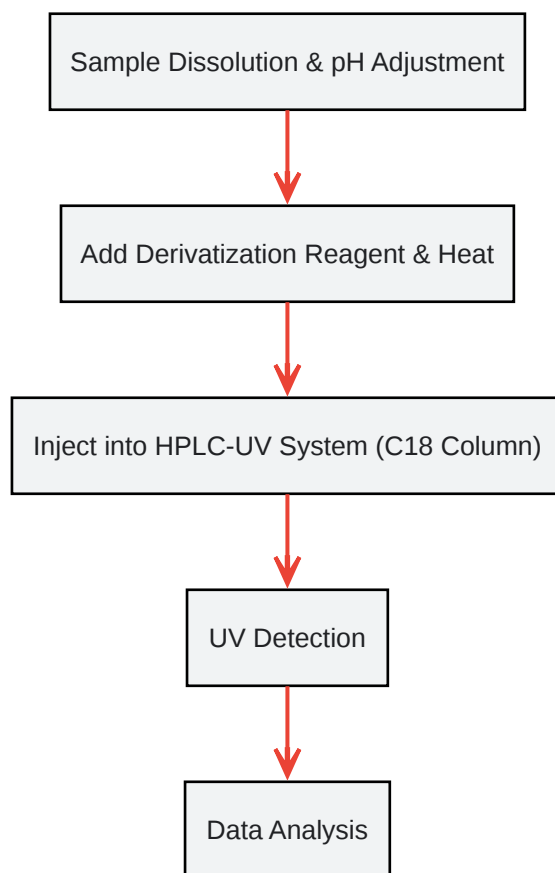 Sample Dissolution & pH Adjustment
Add Derivatization Reagent & Heat
Inject into HPLC-UV System (C18 Column)
UV Detection
Data Analysis